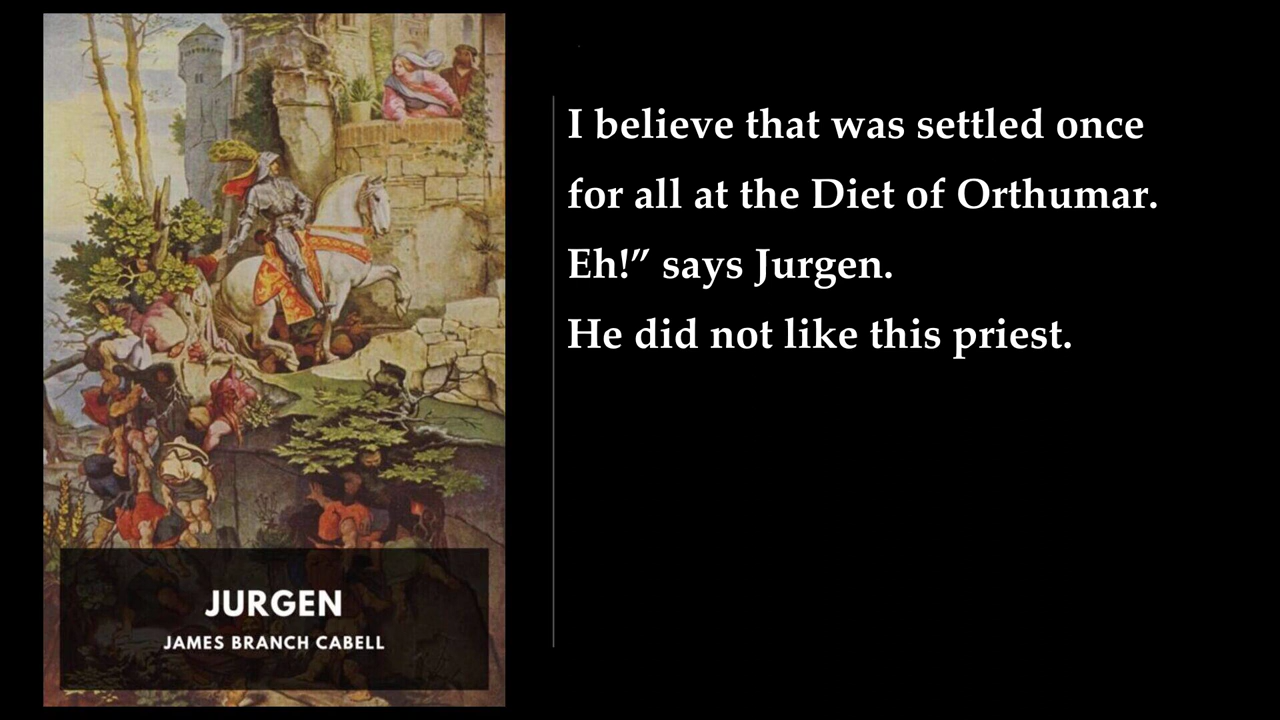 I believe that was settled once
for all at the Diet of Orthumar.
Eh!” says Jurgen.
He did not like this priest.
JURGEN
JAMES BRANCH CABELL